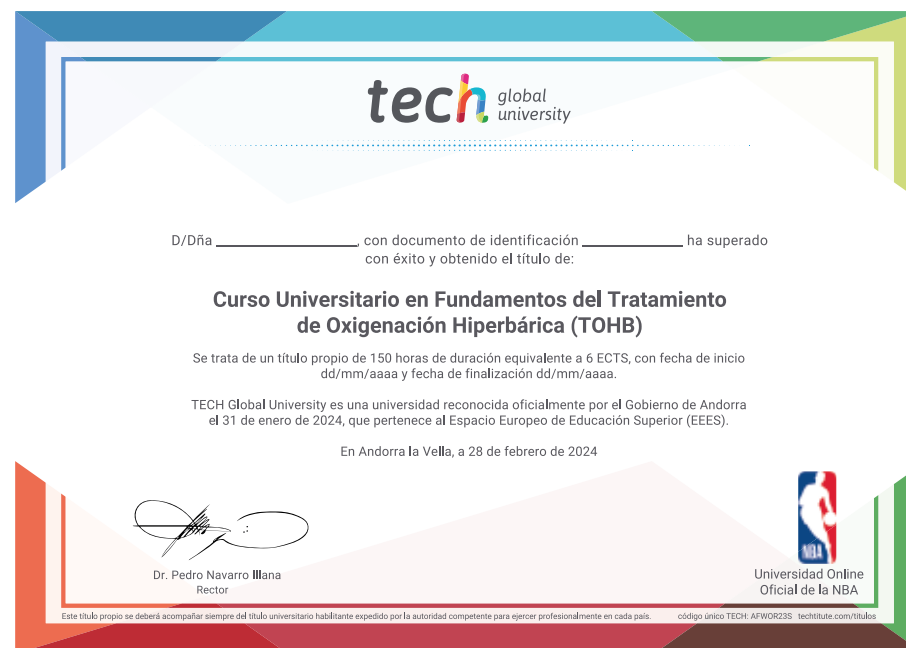 tech global university
D/Dña ____________________, con documento de identificación ______________ ha superado
con éxito y obtenido el título de:
Curso Universitario en Fundamentos del Tratamiento
de Oxigenación Hiperbárica (TOHB)
Se trata de un título propio de 150 horas de duración equivalente a 6 ECTS, con fecha de inicio
dd/mm/aaaa y fecha de finalización dd/mm/aaaa.
TECH Global University es una universidad reconocida oficialmente por el Gobierno de Andorra
el 31 de enero de 2024, que pertenece al Espacio Europeo de Educación Superior (EEES).
En Andorra la Vella, a 28 de febrero de 2024
NBA
Dr. Pedro Navarro Illana
Rector
Universidad Online
Oficial de la NBA
Este título propio se deberá acompañar siempre del título universitario habilitante expedido por la autoridad competente para ejercer profesionalmente en cada país.
código único TECH: AFWOR23S techtitute.com/titulos